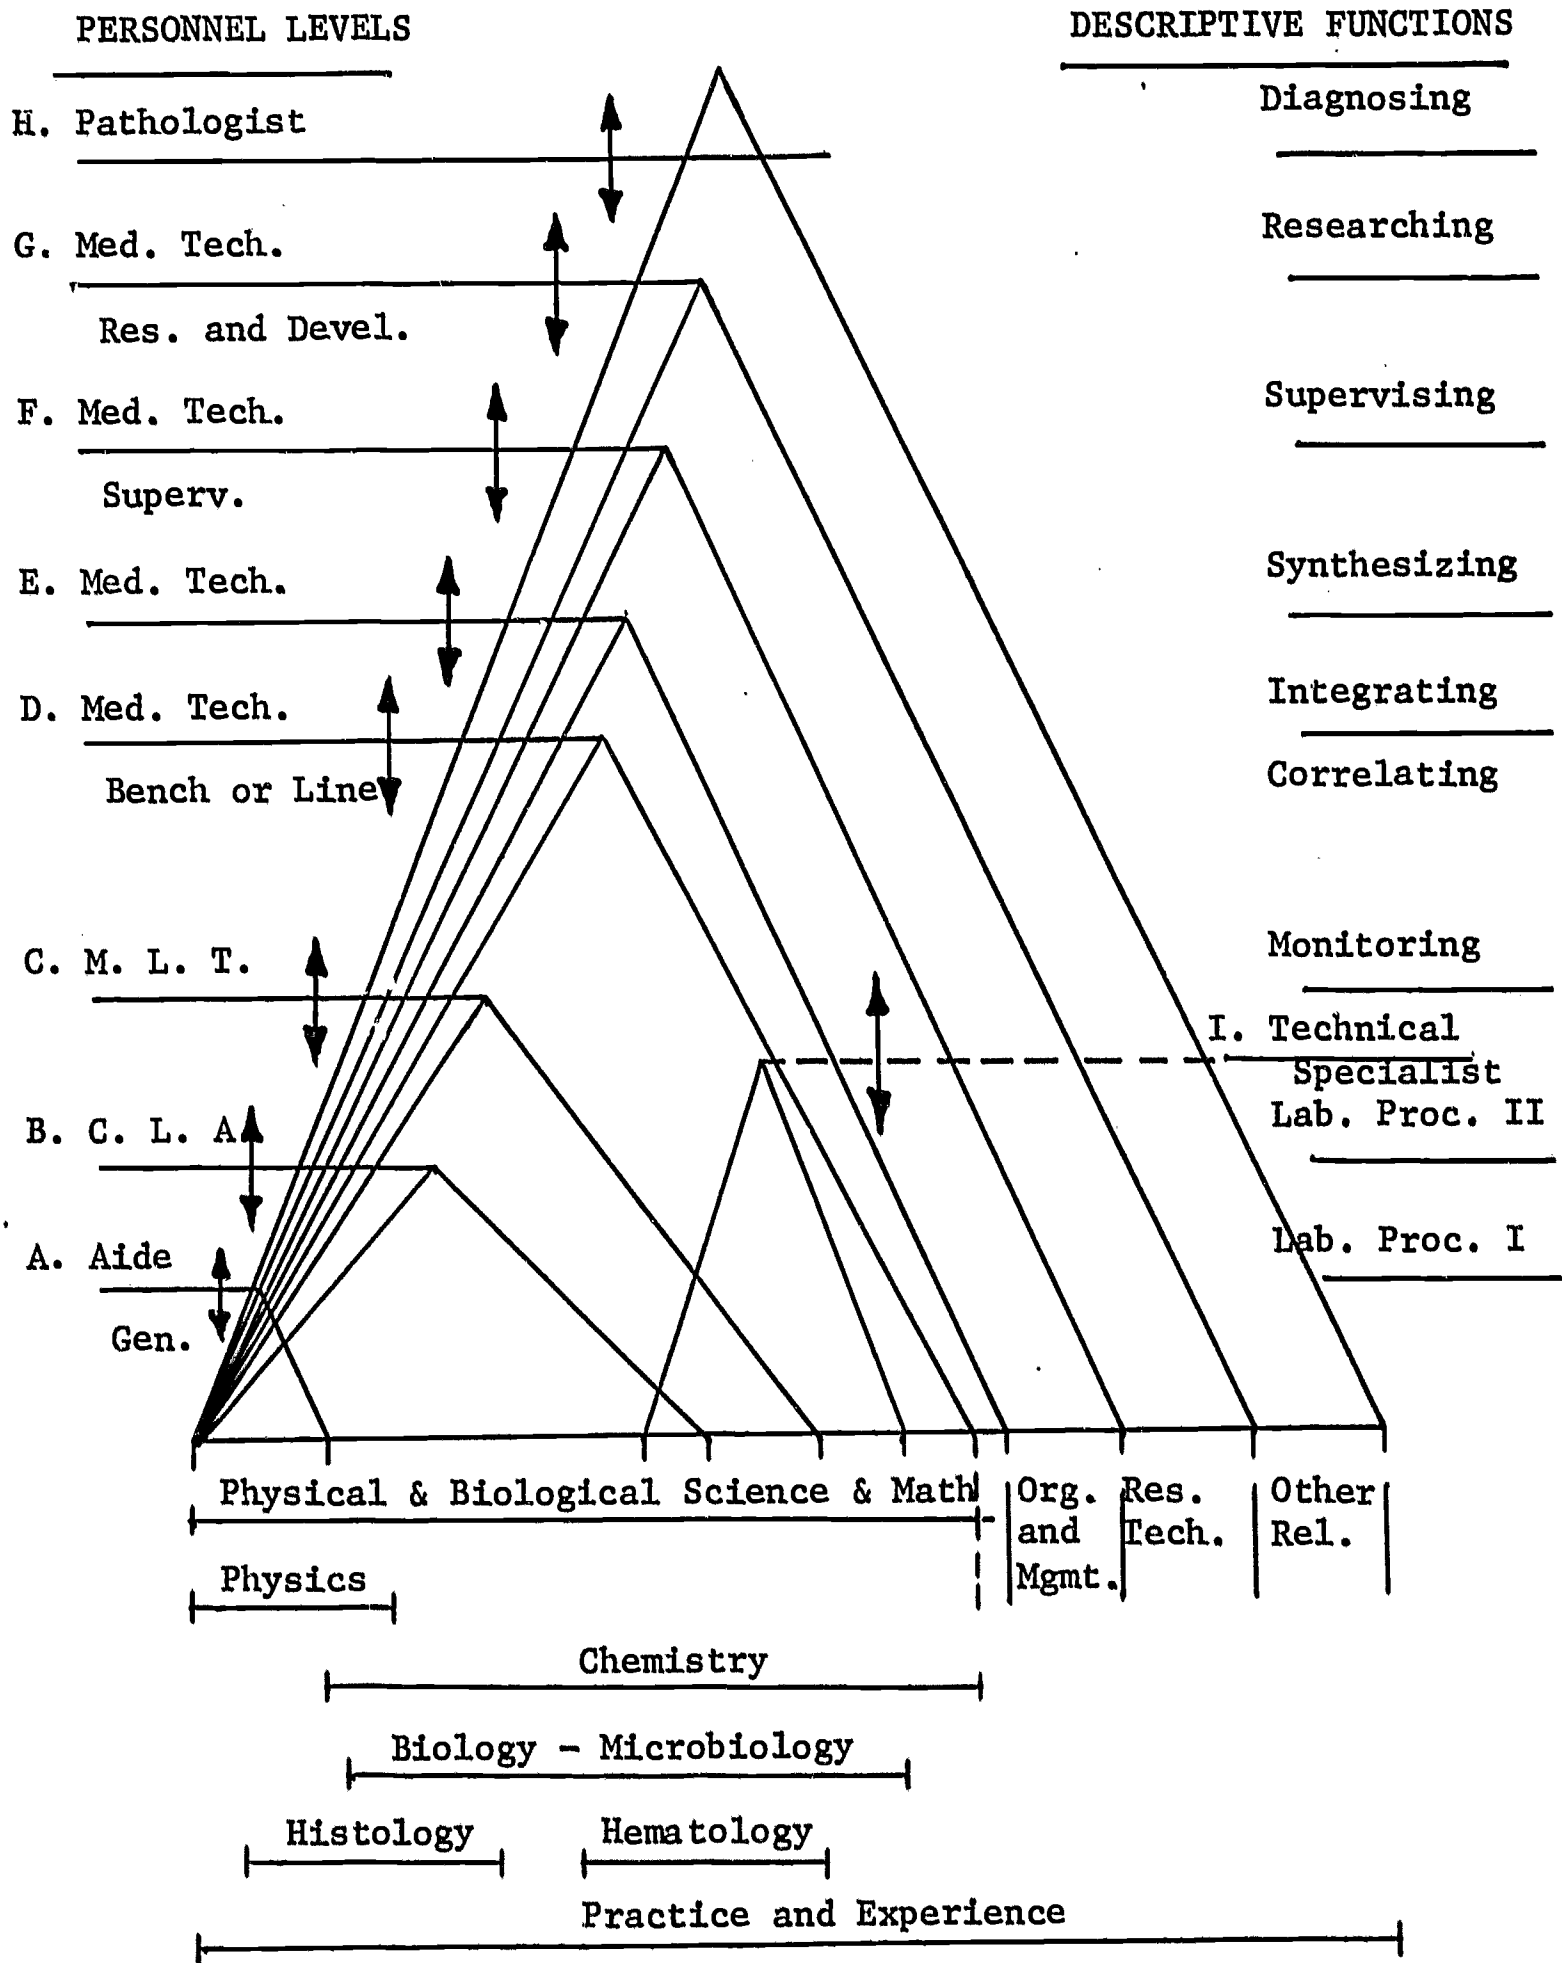 PERSONNEL LEVELS
DESCRIPTIVE FUNCTIONS
H. Pathologist
Diagnosing
G. Med. Tech.
Res. and Devel.
Researching
F. Med. Tech.
Superv.
Supervising
E. Med. Tech.
Synthesizing
D. Med. Tech.
Bench or Line
Integrating
Correlating
C. M. L. T.
Monitoring
I. Technical
Specialist
B. C. L. A
Lab. Proc. II
A. Aide
Gen.
Lab. Proc. I
Physical & Biological Science & Math
Org.
and
Mgmt.
Res.
Tech.
Other
Rel.
Physics
Chemistry
Biology - Microbiology
Histology
Hematology
Practice and Experience